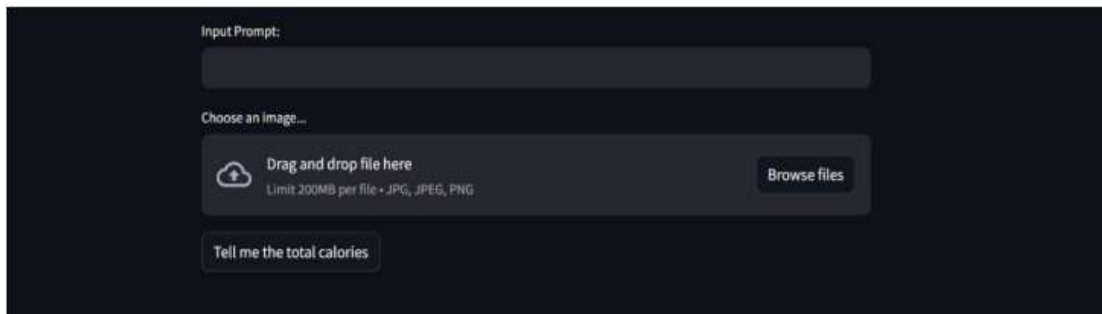 Input Prompt:
Choose an image...
Drag and drop file here
Limit 200MB per file • JPG, JPEG, PNG
Browse files
Tell me the total calories